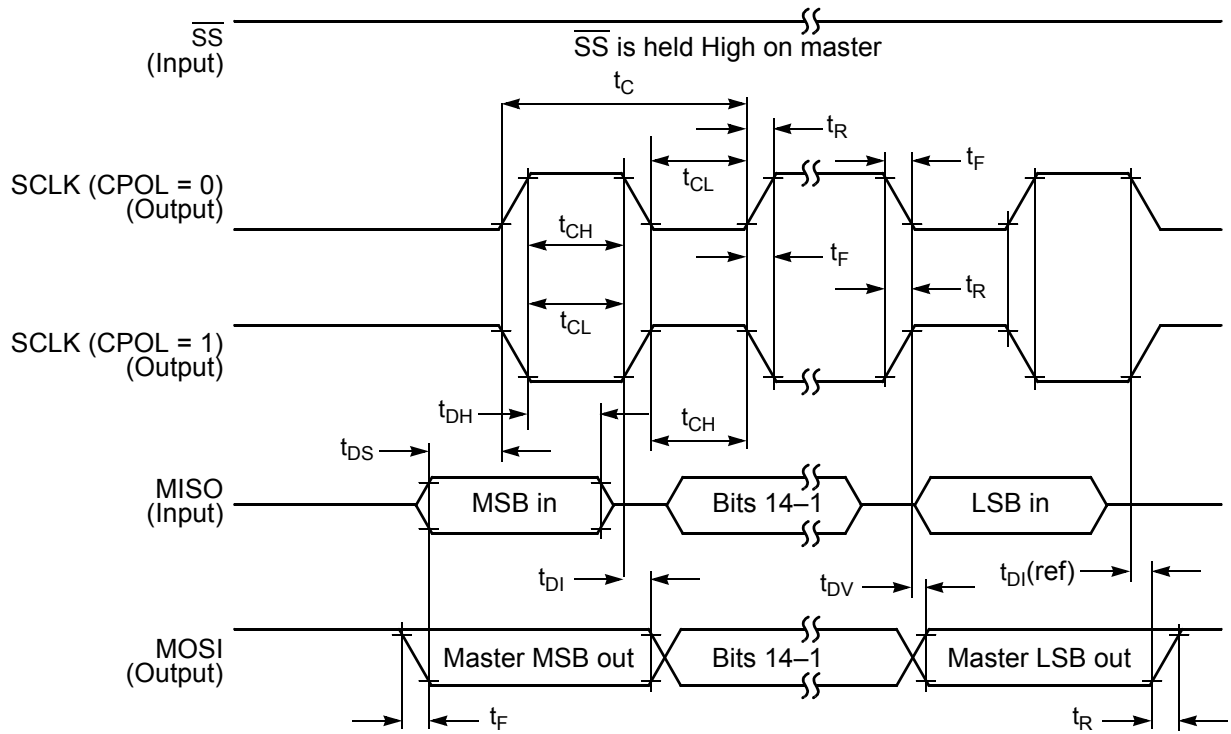 S̅S̅
(Input)
S̅S̅ is held High on master
tC
tR
tF
SCLK (CPOL = 0)
(Output)
tCL
tCH
tF
tR
tCL
SCLK (CPOL = 1)
(Output)
tDH
tCH
tDS
MISO
(Input)
MSB in
Bits 14–1
LSB in
tDI
tDV
tDI(ref)
MOSI
(Output)
Master MSB out
Bits 14–1
Master LSB out
tF
tR